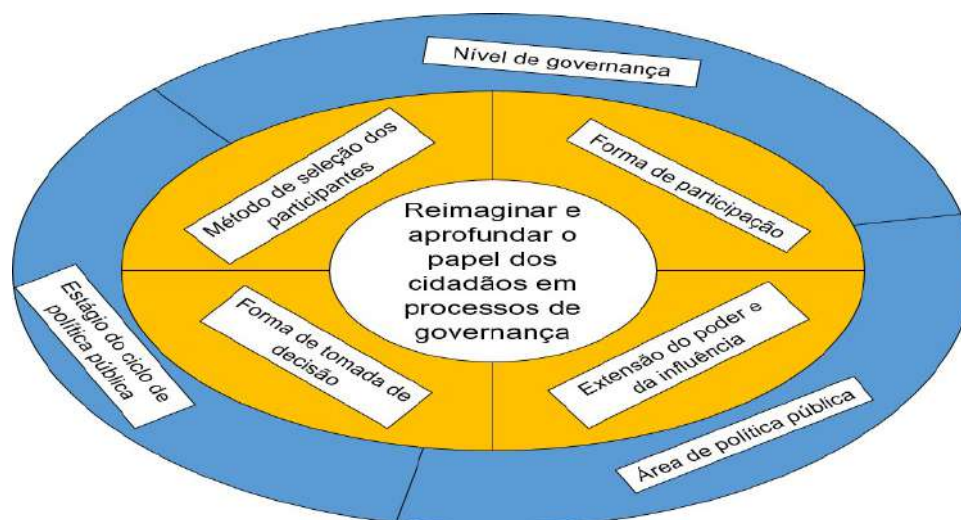 Nível de governança
Método de seleção dos
participantes
Forma de participação
Reimaginar e
aprofundar o
papel dos
cidadãos em
processos de
governança
Estágio do ciclo de
política pública
Forma de tomada de
decisão
Extensão do poder e
da influência
Área de política pública